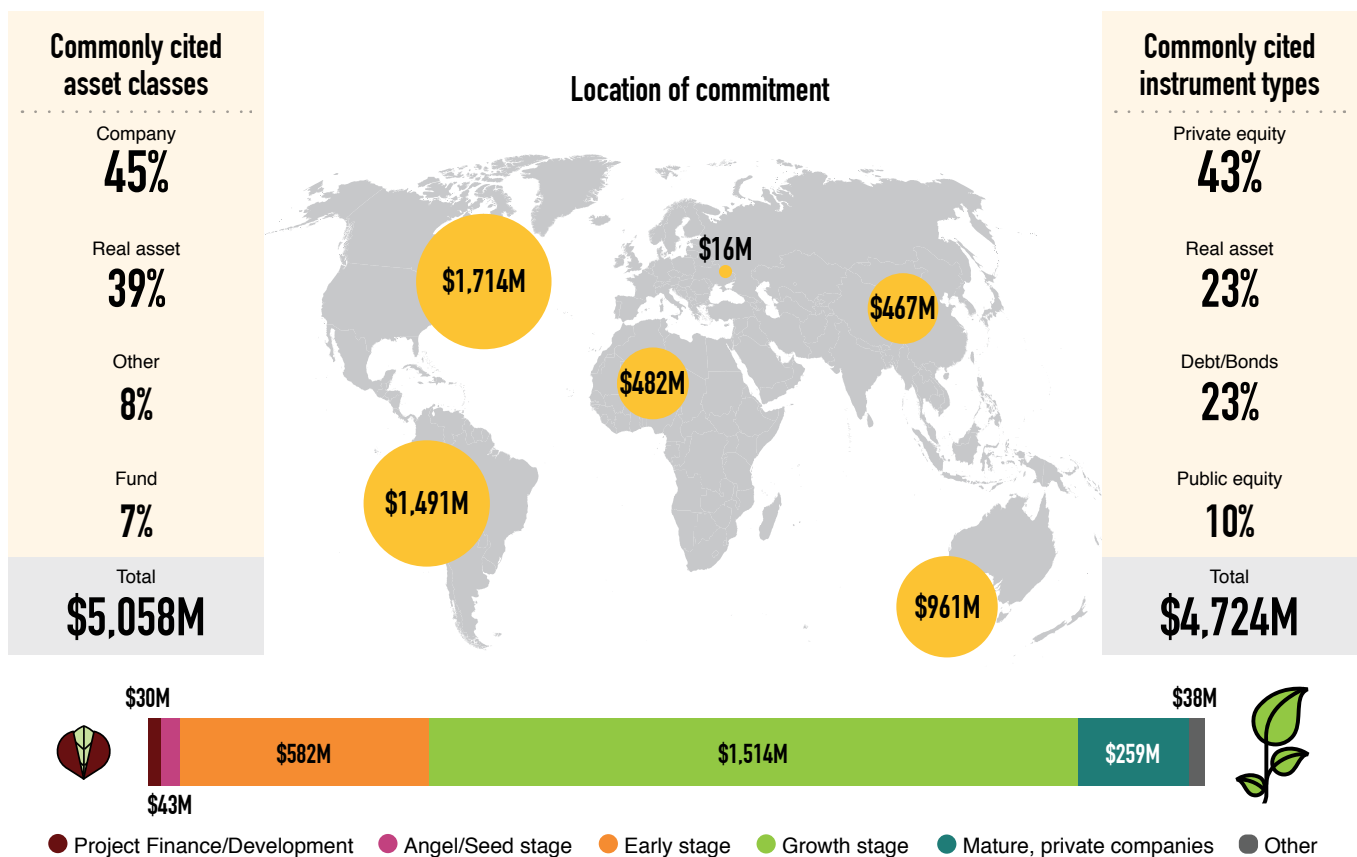 Commonly cited
asset classes
Company
45%
Real asset
39%
Other
8%
Fund
7%
Total
$5,058M
Location of commitment
$16M
$1,714M
$467M
$482M
$1,491M
$961M
Commonly cited
instrument types
Private equity
43%
Real asset
23%
Debt/Bonds
23%
Public equity
10%
Total
$4,724M
$30M
$38M
$582M
$1,514M
$259M
$43M
Project Finance/Development
Angel/Seed stage
Early stage
Growth stage
Mature, private companies
Other